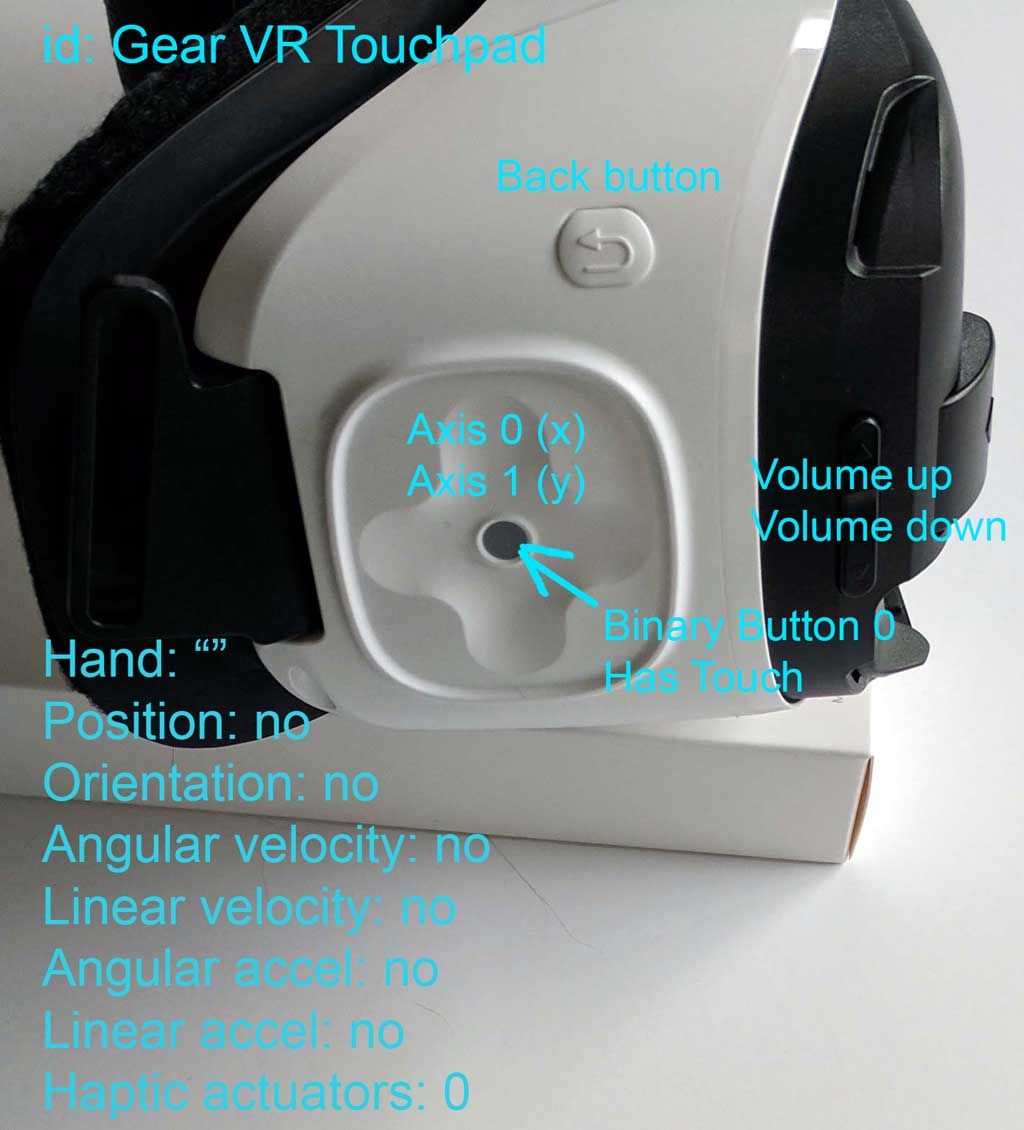 id: Gear VR Touchpad
Back button
Axis 0 (x)
Axis 1 (y)
Volume up
Volume down
Binary Button 0
Has Touch
Hand: “”
Position: no
Orientation: no
Angular velocity: no
Linear velocity: no
Angular accel: no
Linear accel: no
Haptic actuators: 0